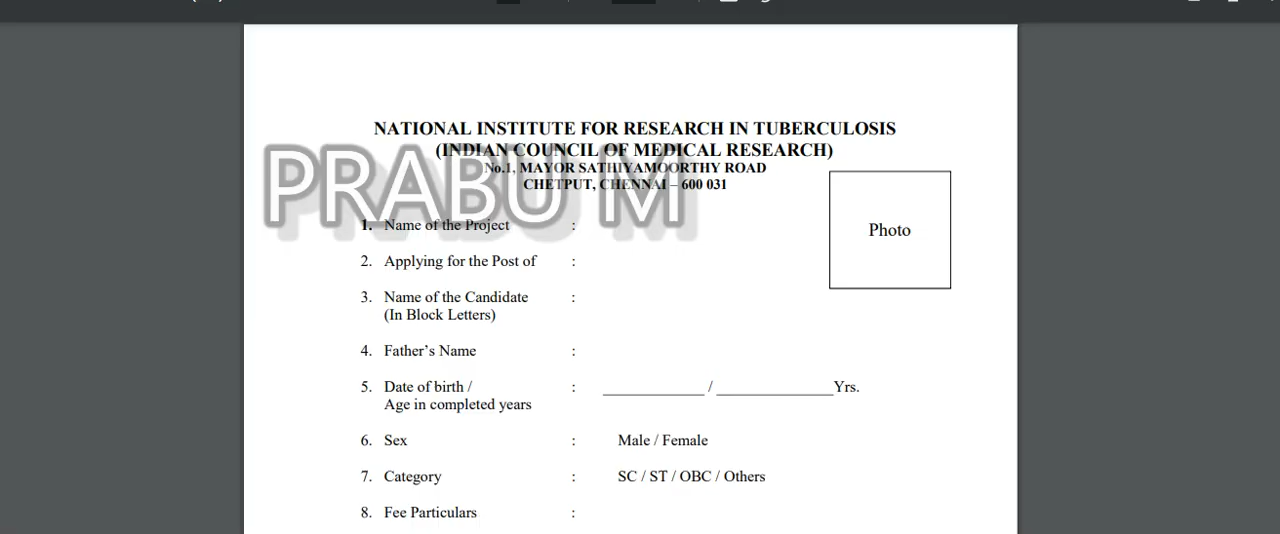 NATIONAL INSTITUTE FOR RESEARCH IN TUBERCULOSIS
(INDIAN COUNCIL OF MEDICAL RESEARCH)
No.1, MAYOR SATHIYAMOORTHY ROAD
CHETPUT, CHENNAI – 600 031
PRABU M
Photo
1. Name of the Project :
2. Applying for the Post of :
3. Name of the Candidate :
(In Block Letters)
4. Father’s Name :
5. Date of birth / : _____________ / _______________Yrs.
Age in completed years
6. Sex : Male / Female
7. Category : SC / ST / OBC / Others
8. Fee Particulars :